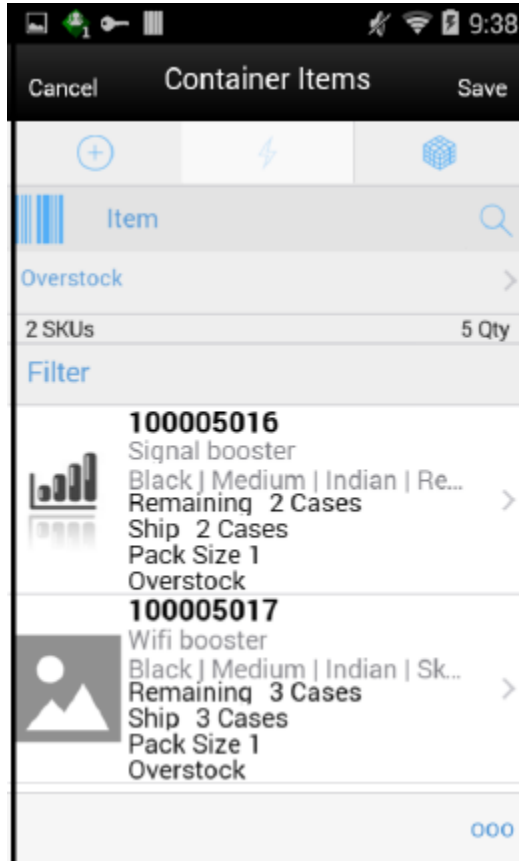 1
9:38
Cancel Container Items Save
Item
Overstock
2 SKUs 5 Qty
Filter
100005016
Signal booster
Black | Medium | Indian | Re...
Remaining 2 Cases
Ship 2 Cases
Pack Size 1
Overstock
100005017
Wifi booster
Black | Medium | Indian | Sk...
Remaining 3 Cases
Ship 3 Cases
Pack Size 1
Overstock